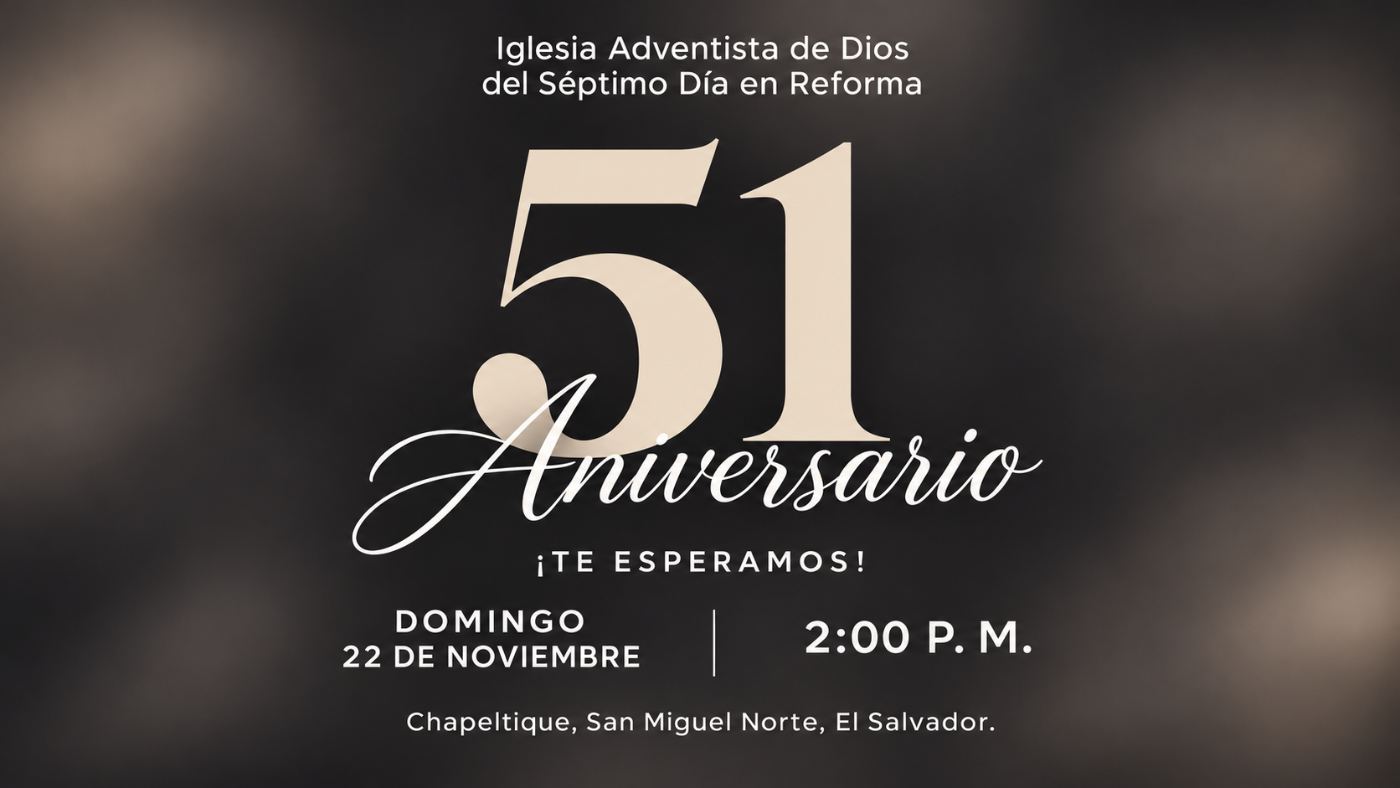 Iglesia Adventista de Dios
del Séptimo Día en Reforma
51
Aniversario
¡TE ESPERAMOS!
DOMINGO
22 DE NOVIEMBRE
2:00 P. M.
Chapeltique, San Miguel Norte, El Salvador.